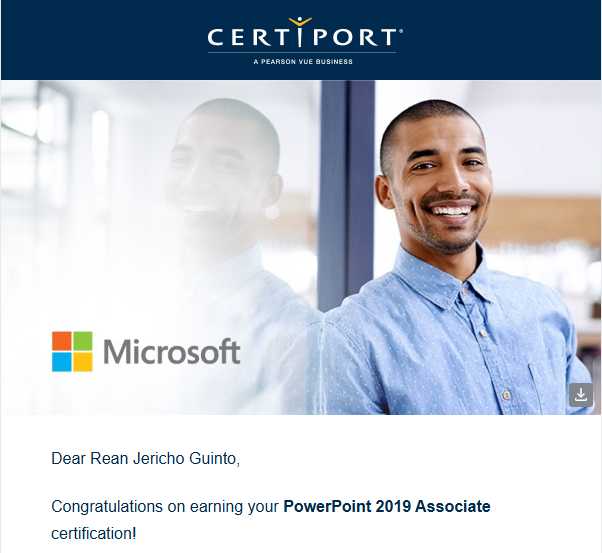 CERTIPORT®
A PEARSON VUE BUSINESS
Microsoft
Dear Rean Jericho Guinto,
Congratulations on earning your PowerPoint 2019 Associate
certification!